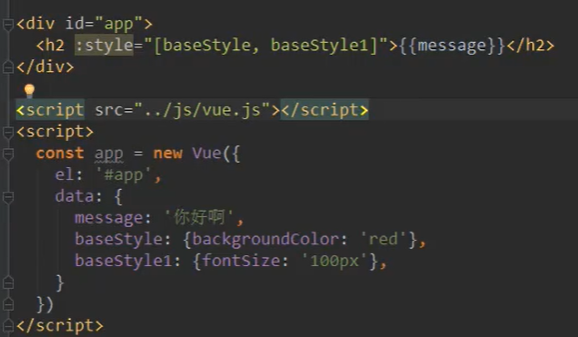 <div id="app">
  <h2 :style="[baseStyle, baseStyle1]">{{message}}</h2>
</div>
<script src="../js/vue.js"></script>
<script>
  const app = new Vue({
    el: '#app',
    data: {
      message: '你好啊',
      baseStyle: {backgroundColor: 'red'},
      baseStyle1: {fontSize: '100px'},
    }
  })
</script>